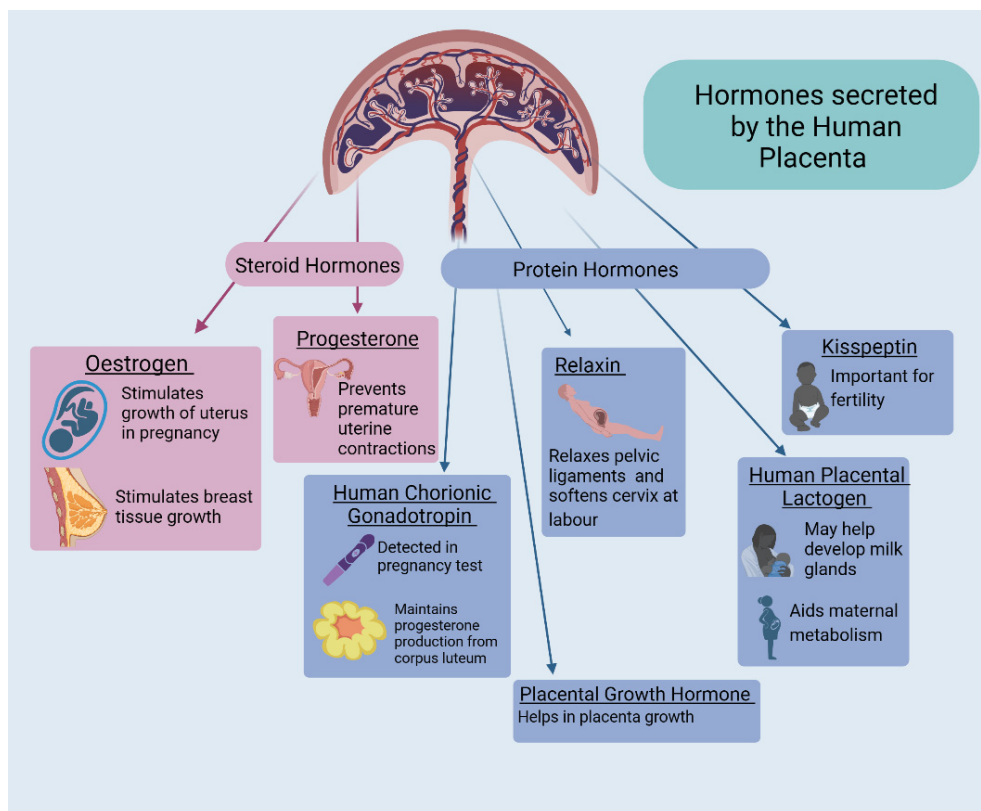 Hormones secreted
by the Human
Placenta
Steroid Hormones
Protein Hormones
Oestrogen
Stimulates
growth of uterus
in pregnancy
Stimulates breast
tissue growth
Progesterone
Prevents
premature
uterine
contractions
Human Chorionic
Gonadotropin
Detected in
pregnancy test
Maintains
progesterone
production from
corpus luteum
Relaxin
Relaxes pelvic
ligaments and
softens cervix at
labour
Kisspeptin
Important for
fertility
Human Placental
Lactogen
May help
develop milk
glands
Aids maternal
metabolism
Placental Growth Hormone
Helps in placenta growth